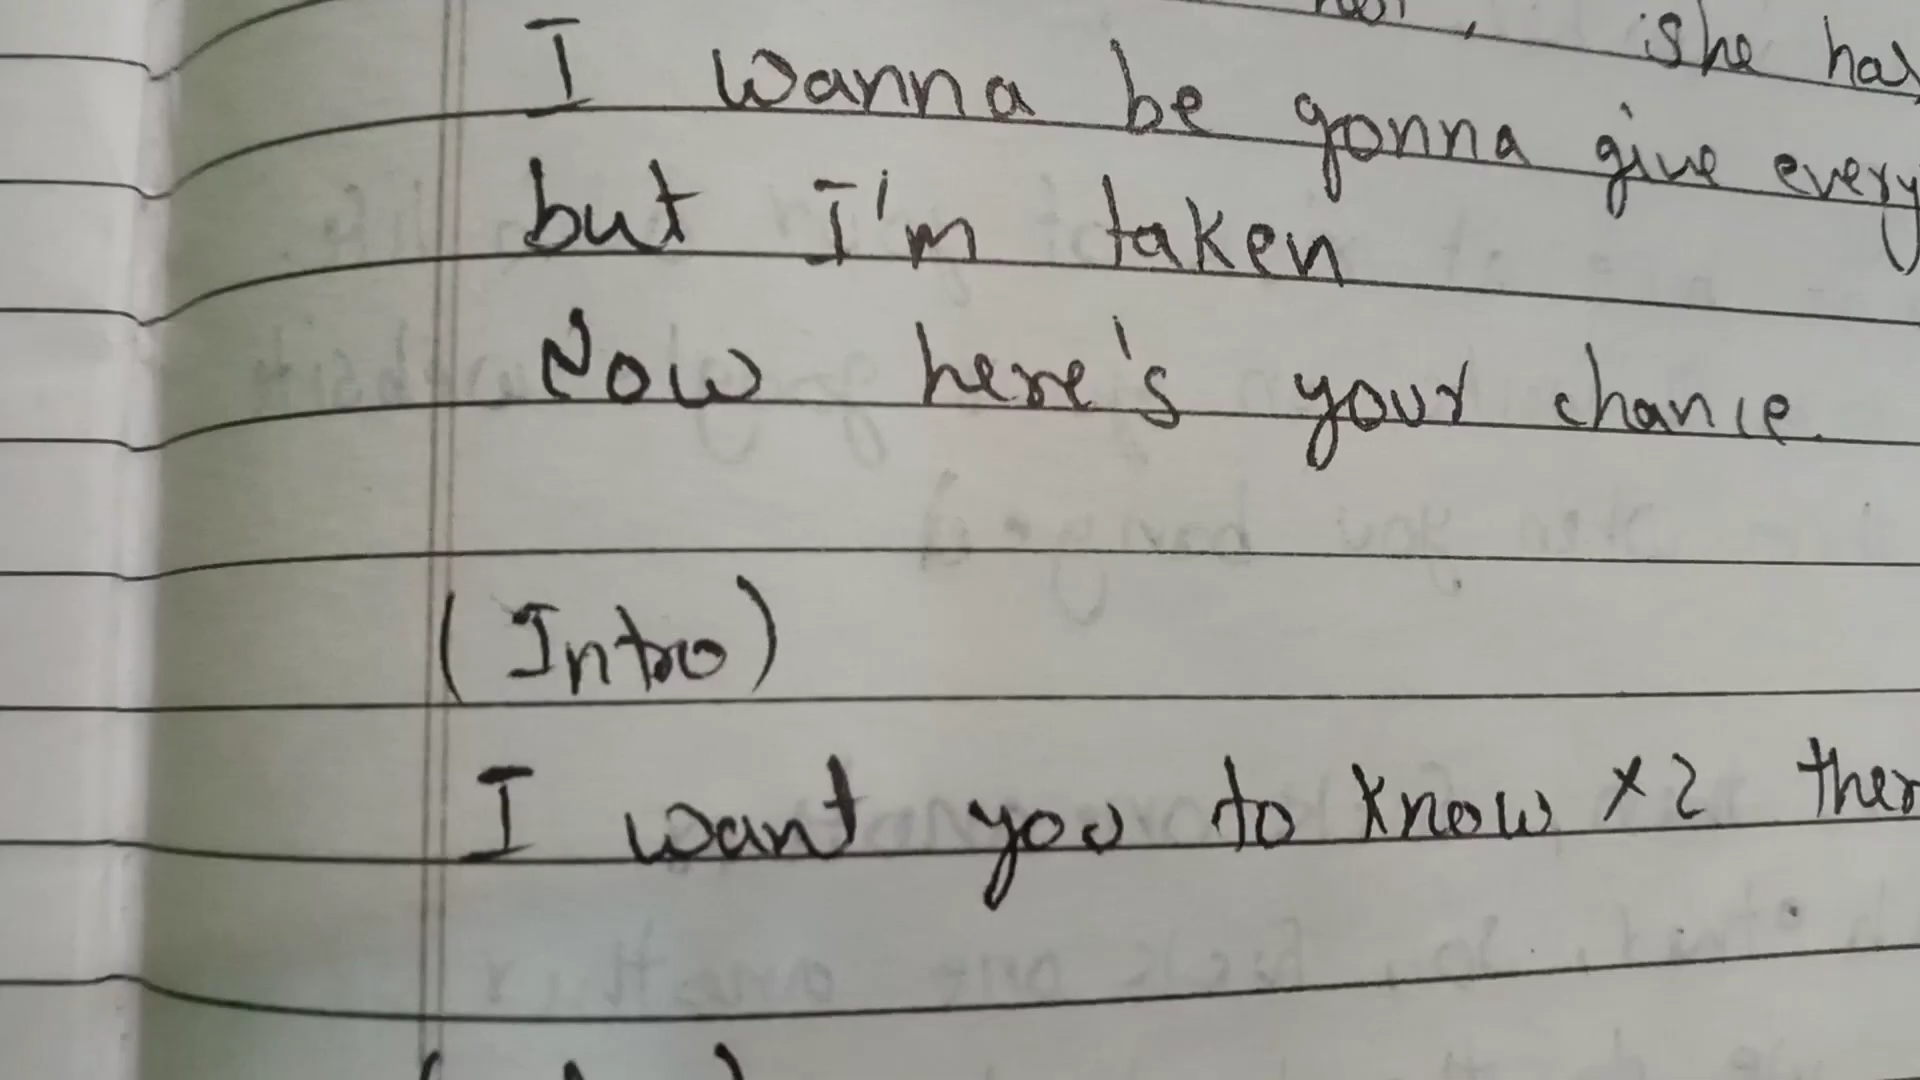 she has
I wanna be gonna give every
but I'm taken
Now here's your chance.
(Intro)
I want you to know x2 ther